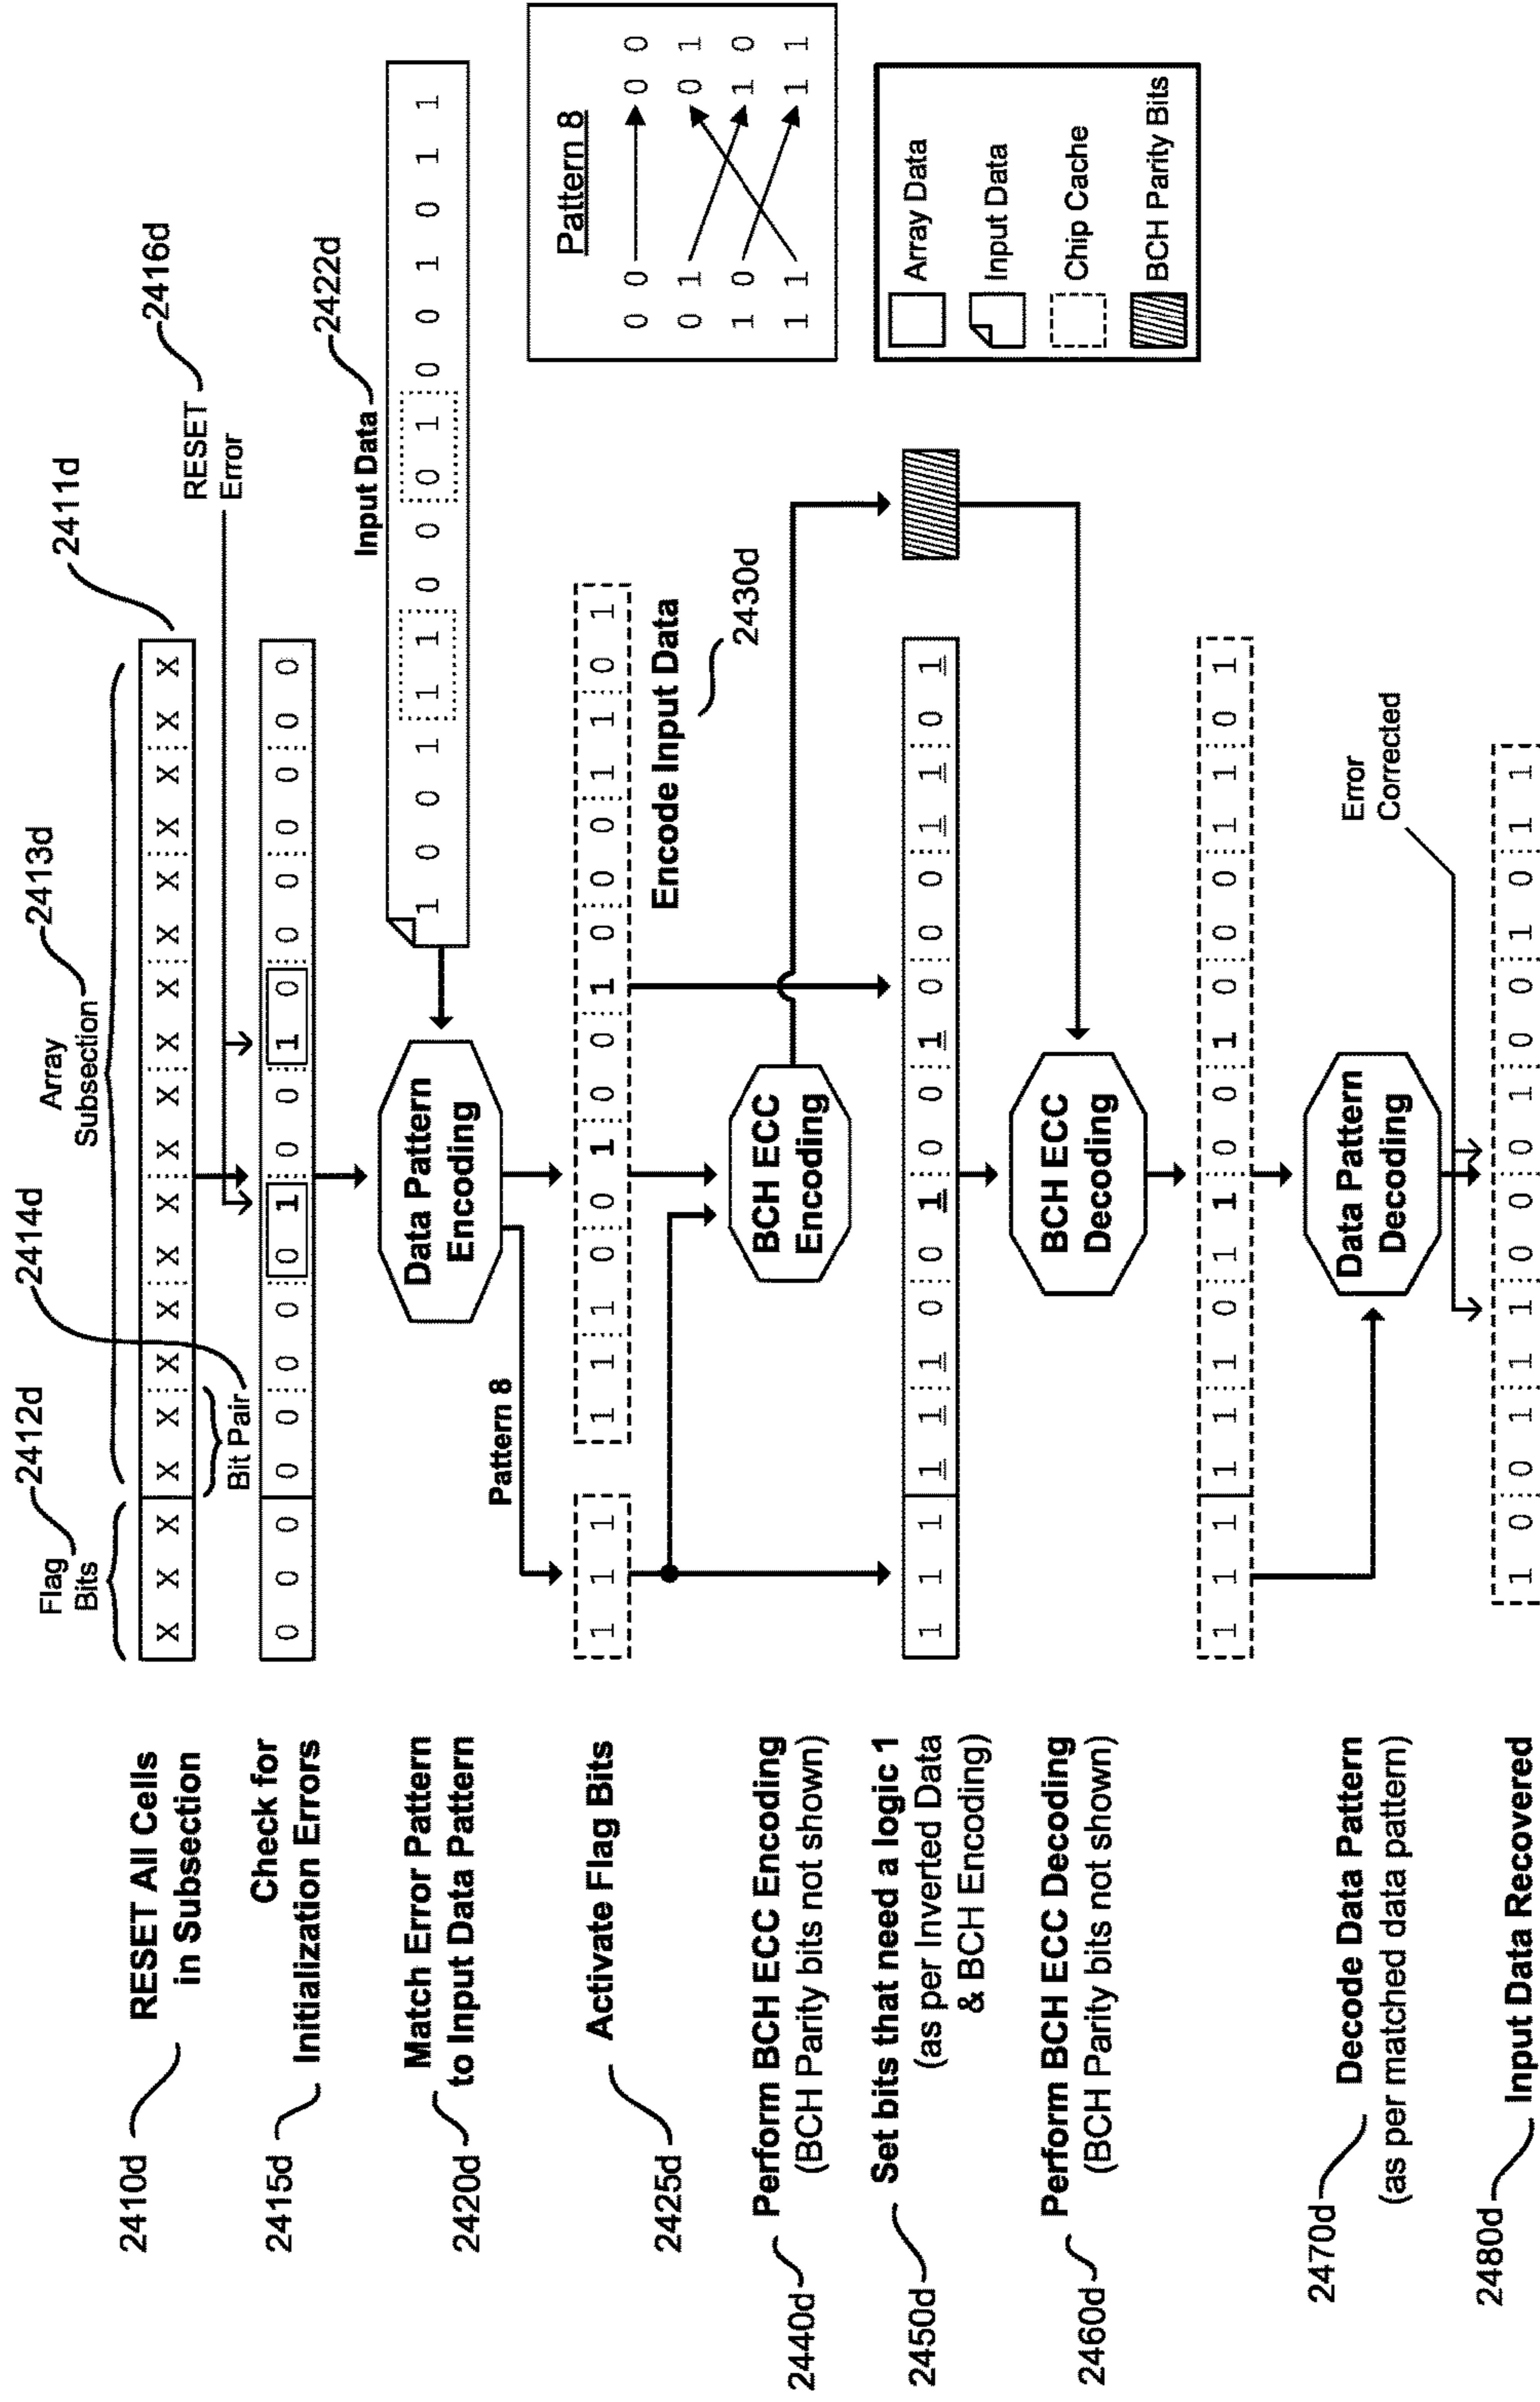 Flag
Bits
2412d
2414d
Array
Subsection
2413d
2411d
2416d
RESET
Error
2410d
RESET All Cells
in Subsection
X X X X X X X X X X X X X X X X X X X
Bit Pair
2415d
Check for
Initialization Errors
0 0 0 0 0 0 0 0 1 0 0 1 0 0 0 0 0 0 0
Input Data
2422d
2420d
Match Error Pattern
to Input Data Pattern
Data Pattern
Encoding
1 0 0 1 1 1 0 0 0 1 0 0 1 0 1 1
Pattern 8
2425d
Activate Flag Bits
1 1 1
1 1 1 0 0 1 0 0 1 0 0 0 1 1 0 1
Encode Input Data
2430d
Pattern 8
0 0 0 0
0 1 0 1
1 0 1 0
1 1 1 1
2440d
Perform BCH ECC Encoding
(BCH Parity bits not shown)
BCH ECC
Encoding
2450d
Set bits that need a logic 1
(as per Inverted Data
& BCH Encoding)
1 1 1 1 1 1 0 0 1 0 0 1 0 0 0 1 1 0 1
Array Data
Input Data
Chip Cache
BCH Parity Bits
2460d
Perform BCH ECC Decoding
(BCH Parity bits not shown)
BCH ECC
Decoding
1 1 1 1 1 1 0 1 1 0 0 1 0 0 0 1 1 0 1
2470d
Decode Data Pattern
(as per matched data pattern)
Data Pattern
Decoding
Error
Corrected
2480d
Input Data Recovered
1 0 0 1 1 1 0 0 0 1 0 0 1 0 1 1